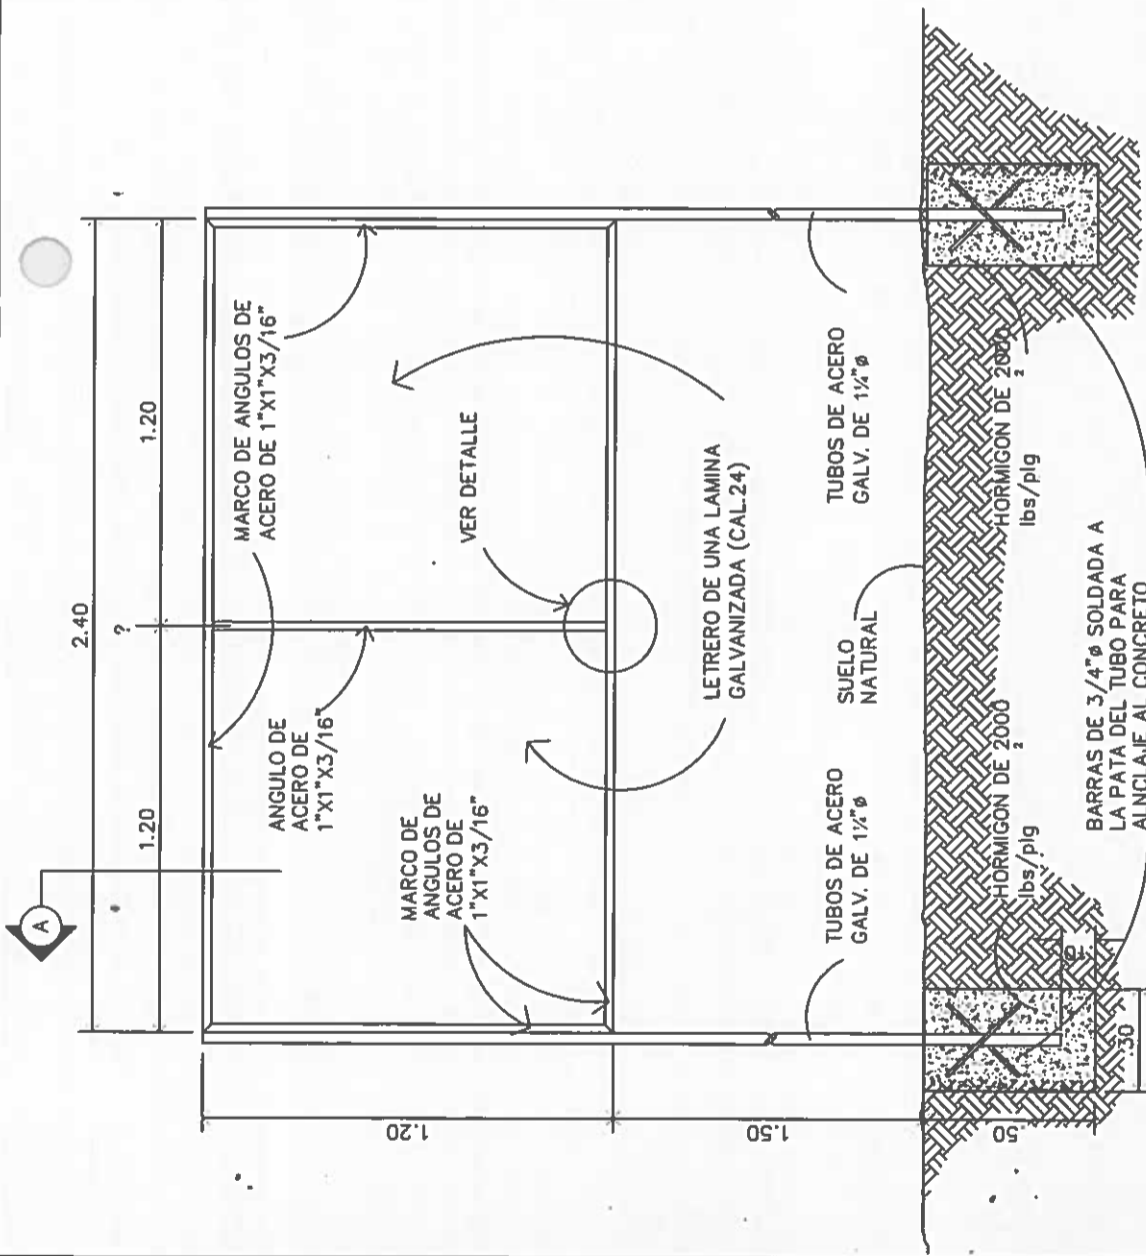 A
2.40
1.20
?
1.20
MARCO DE ANGULOS DE
ACERO DE 1"X1"X3/16"
ANGULO DE
ACERO DE
1"X1"X3/16"
VER DETALLE
MARCO DE
ANGULOS DE
ACERO DE
1"X1"X3/16"
LETRERO DE UNA LAMINA
GALVANIZADA (CAL.24)
TUBOS DE ACERO
GALV. DE 1¼"ø
SUELO
NATURAL
TUBOS DE ACERO
GALV. DE 1¼"ø
HORMIGON DE 2000
lbs/plg 2
HORMIGON DE 2000
lbs/plg 2
BARRAS DE 3/4"ø SOLDADA A
LA PATA DEL TUBO PARA
ALNCLAJE AL CONCRETO
1.20
1.50
.50
.10
.30